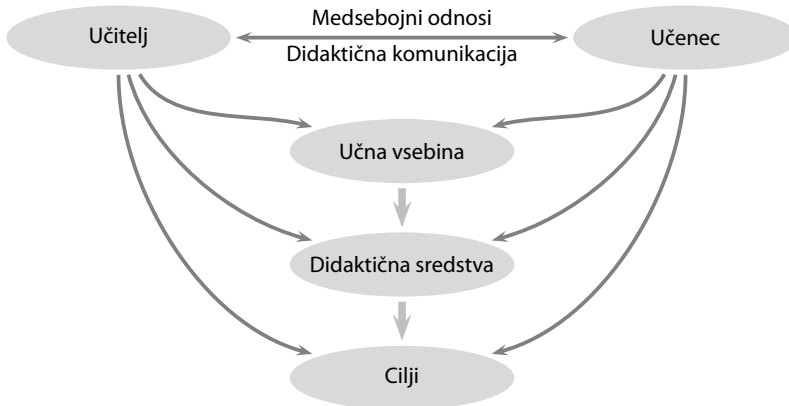 Medsebojni odnosi
Učitelj
Učenec
Didaktična komunikacija
Učna vsebina
Didaktična sredstva
Cilji